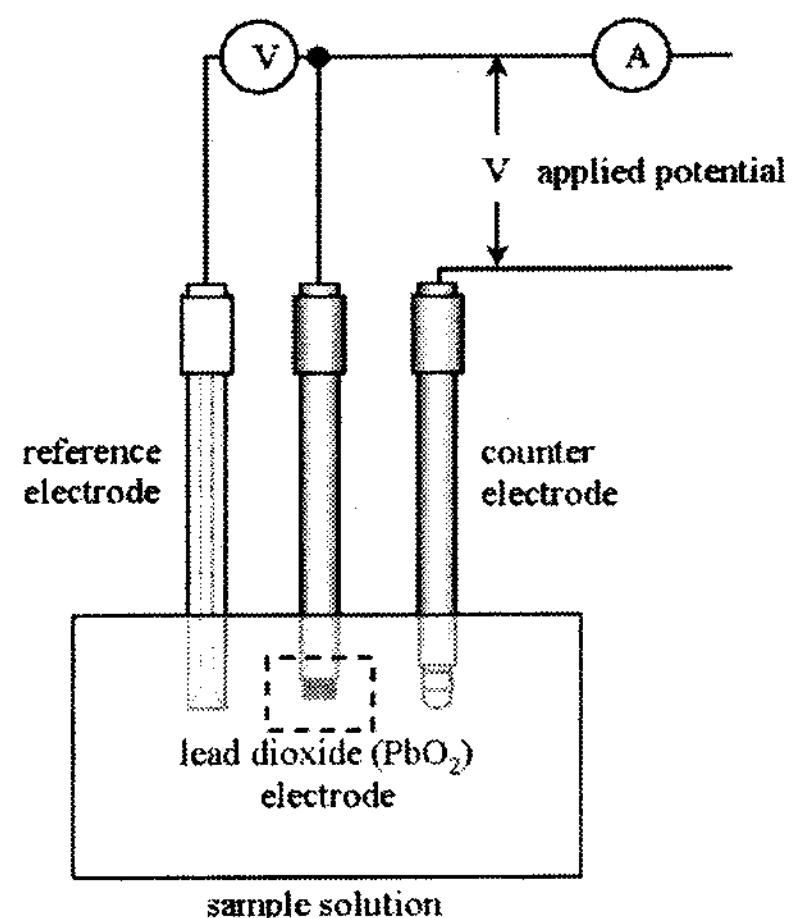 V
A
V applied potential
reference
electrode
counter
electrode
lead dioxide (PbO₂)
electrode
sample solution